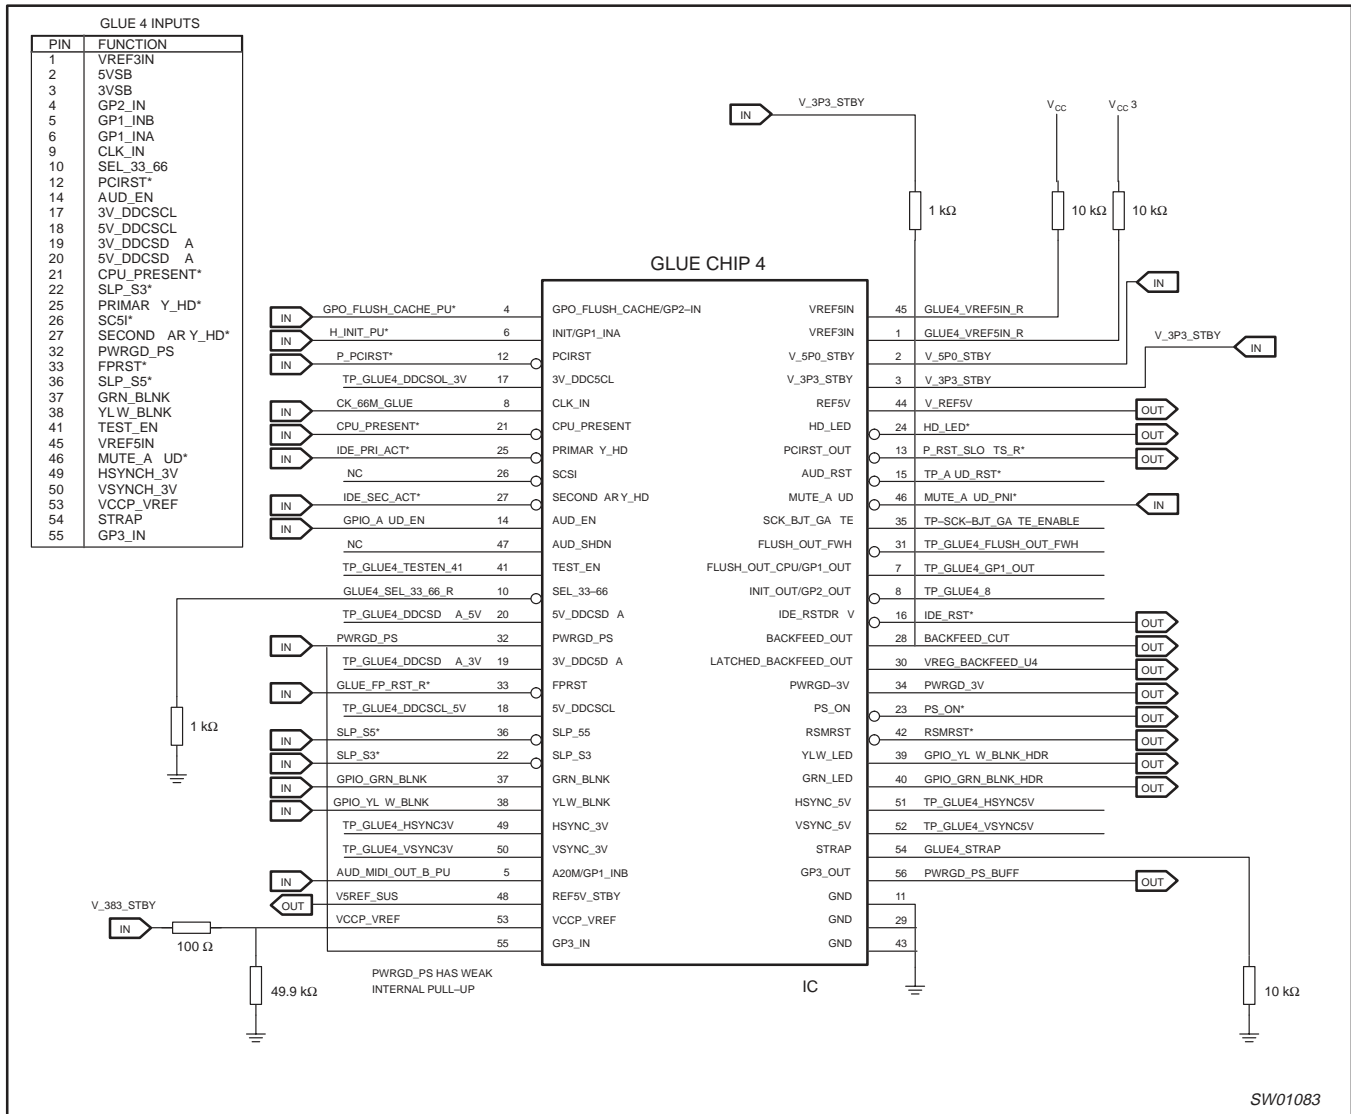 GLUE 4 INPUTS
PIN FUNCTION
1 VREF3IN
2 5VSB
3 3VSB
4 GP2_IN
5 GP1_INB
6 GP1_INA
9 CLK_IN
10 SEL_33_66
12 PCIRST*
14 AUD_EN
17 3V_DDCSCL
18 5V_DDCSCL
19 3V_DDCSD A
20 5V_DDCSD A
21 CPU_PRESENT*
22 SLP_S3*
25 PRIMAR Y_HD*
26 SC5I*
27 SECOND AR Y_HD*
32 PWRGD_PS
33 FPRST*
36 SLP_S5*
37 GRN_BLNK
38 YLW_BLNK
41 TEST_EN
45 VREF5IN
46 MUTE_A UD*
49 HSYNCH_3V
50 VSYNCH_3V
53 VCCP_VREF
54 STRAP
55 GP3_IN
IN V_3P3_STBY VCC VCC 3
1 kΩ 10 kΩ 10 kΩ
GLUE CHIP 4
IN
IN GPO_FLUSH_CACHE_PU* 4 GPO_FLUSH_CACHE/GP2–IN VREF5IN 45 GLUE4_VREF5IN_R
IN H_INIT_PU* 6 INIT/GP1_INA VREF3IN 1 GLUE4_VREF5IN_R
V_3P3_STBY IN
IN P_PCIRST* 12 PCIRST V_5P0_STBY 2 V_5P0_STBY
TP_GLUE4_DDCSOL_3V 17 3V_DDC5CL V_3P3_STBY 3 V_3P3_STBY
IN CK_66M_GLUE 8 CLK_IN REF5V 44 V_REF5V OUT
IN CPU_PRESENT* 21 CPU_PRESENT HD_LED 24 HD_LED* OUT
IN IDE_PRI_ACT* 25 PRIMAR Y_HD PCIRST_OUT 13 P_RST_SLO TS_R* OUT
NC 26 SCSI AUD_RST 15 TP_A UD_RST*
IN IDE_SEC_ACT* 27 SECOND ARY_HD MUTE_A UD 46 MUTE_A UD_PNI* IN
IN GPIO_A UD_EN 14 AUD_EN SCK_BJT_GA TE 35 TP–SCK–BJT_GA TE_ENABLE
NC 47 AUD_SHDN FLUSH_OUT_FWH 31 TP_GLUE4_FLUSH_OUT_FWH
TP_GLUE4_TESTEN_41 41 TEST_EN FLUSH_OUT_CPU/GP1_OUT 7 TP_GLUE4_GP1_OUT
GLUE4_SEL_33_66_R 10 SEL_33–66 INIT_OUT/GP2_OUT 8 TP_GLUE4_8
TP_GLUE4_DDCSD A_5V 20 5V_DDCSD A IDE_RSTDR V 16 IDE_RST* OUT
IN PWRGD_PS 32 PWRGD_PS BACKFEED_OUT 28 BACKFEED_CUT OUT
TP_GLUE4_DDCSD A_3V 19 3V_DDC5D A LATCHED_BACKFEED_OUT 30 VREG_BACKFEED_U4 OUT
IN GLUE_FP_RST_R* 33 FPRST PWRGD–3V 34 PWRGD_3V OUT
TP_GLUE4_DDCSCL_5V 18 5V_DDCSCL PS_ON 23 PS_ON* OUT
1 kΩ
IN SLP_S5* 36 SLP_55 RSMRST 42 RSMRST* OUT
IN SLP_S3* 22 SLP_S3 YLW_LED 39 GPIO_YL W_BLNK_HDR OUT
IN GPIO_GRN_BLNK 37 GRN_BLNK GRN_LED 40 GPIO_GRN_BLNK_HDR OUT
IN GPIO_YL W_BLNK 38 YLW_BLNK HSYNC_5V 51 TP_GLUE4_HSYNC5V
TP_GLUE4_HSYNC3V 49 HSYNC_3V VSYNC_5V 52 TP_GLUE4_VSYNC5V
TP_GLUE4_VSYNC3V 50 VSYNC_3V STRAP 54 GLUE4_STRAP
IN AUD_MIDI_OUT_B_PU 5 A20M/GP1_INB GP3_OUT 56 PWRGD_PS_BUFF OUT
OUT V5REF_SUS 48 REF5V_STBY GND 11
V_383_STBY
IN VCCP_VREF 53 VCCP_VREF GND 29
100 Ω
55 GP3_IN GND 43
PWRGD_PS HAS WEAK
INTERNAL PULL–UP
IC
49.9 kΩ
10 kΩ
SW01083